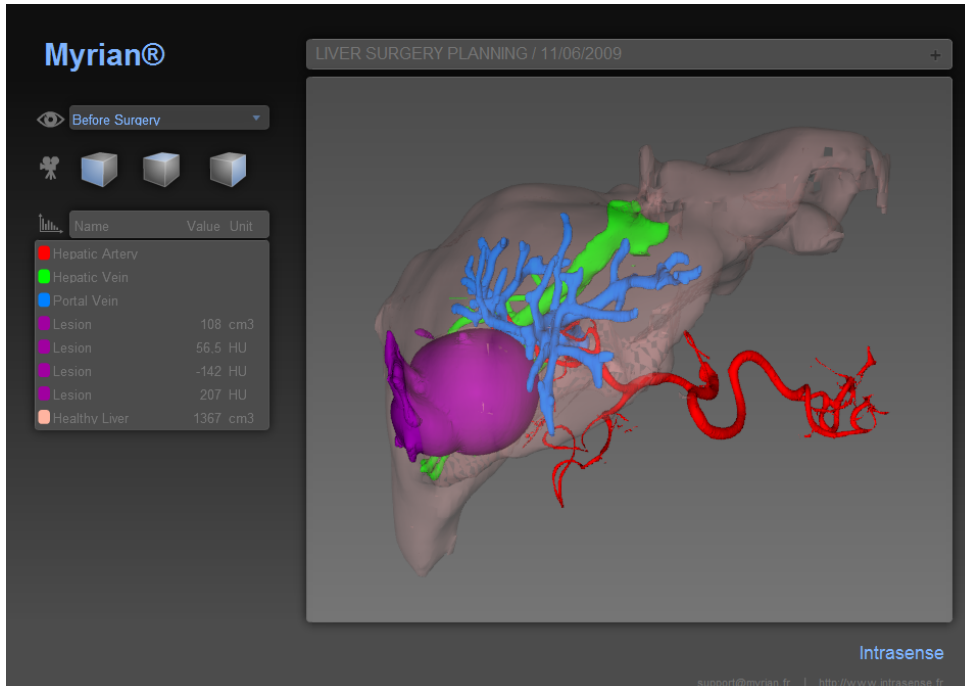 Myrian®
LIVER SURGERY PLANNING / 11/06/2009 +
Before Surgery
Name Value Unit
Hepatic Artery
Hepatic Vein
Portal Vein
Lesion 108 cm3
Lesion 56,5 HU
Lesion -142 HU
Lesion 207 HU
Healthy Liver 1367 cm3
Intrasense
support@myrian.fr | http://www.intrasense.fr